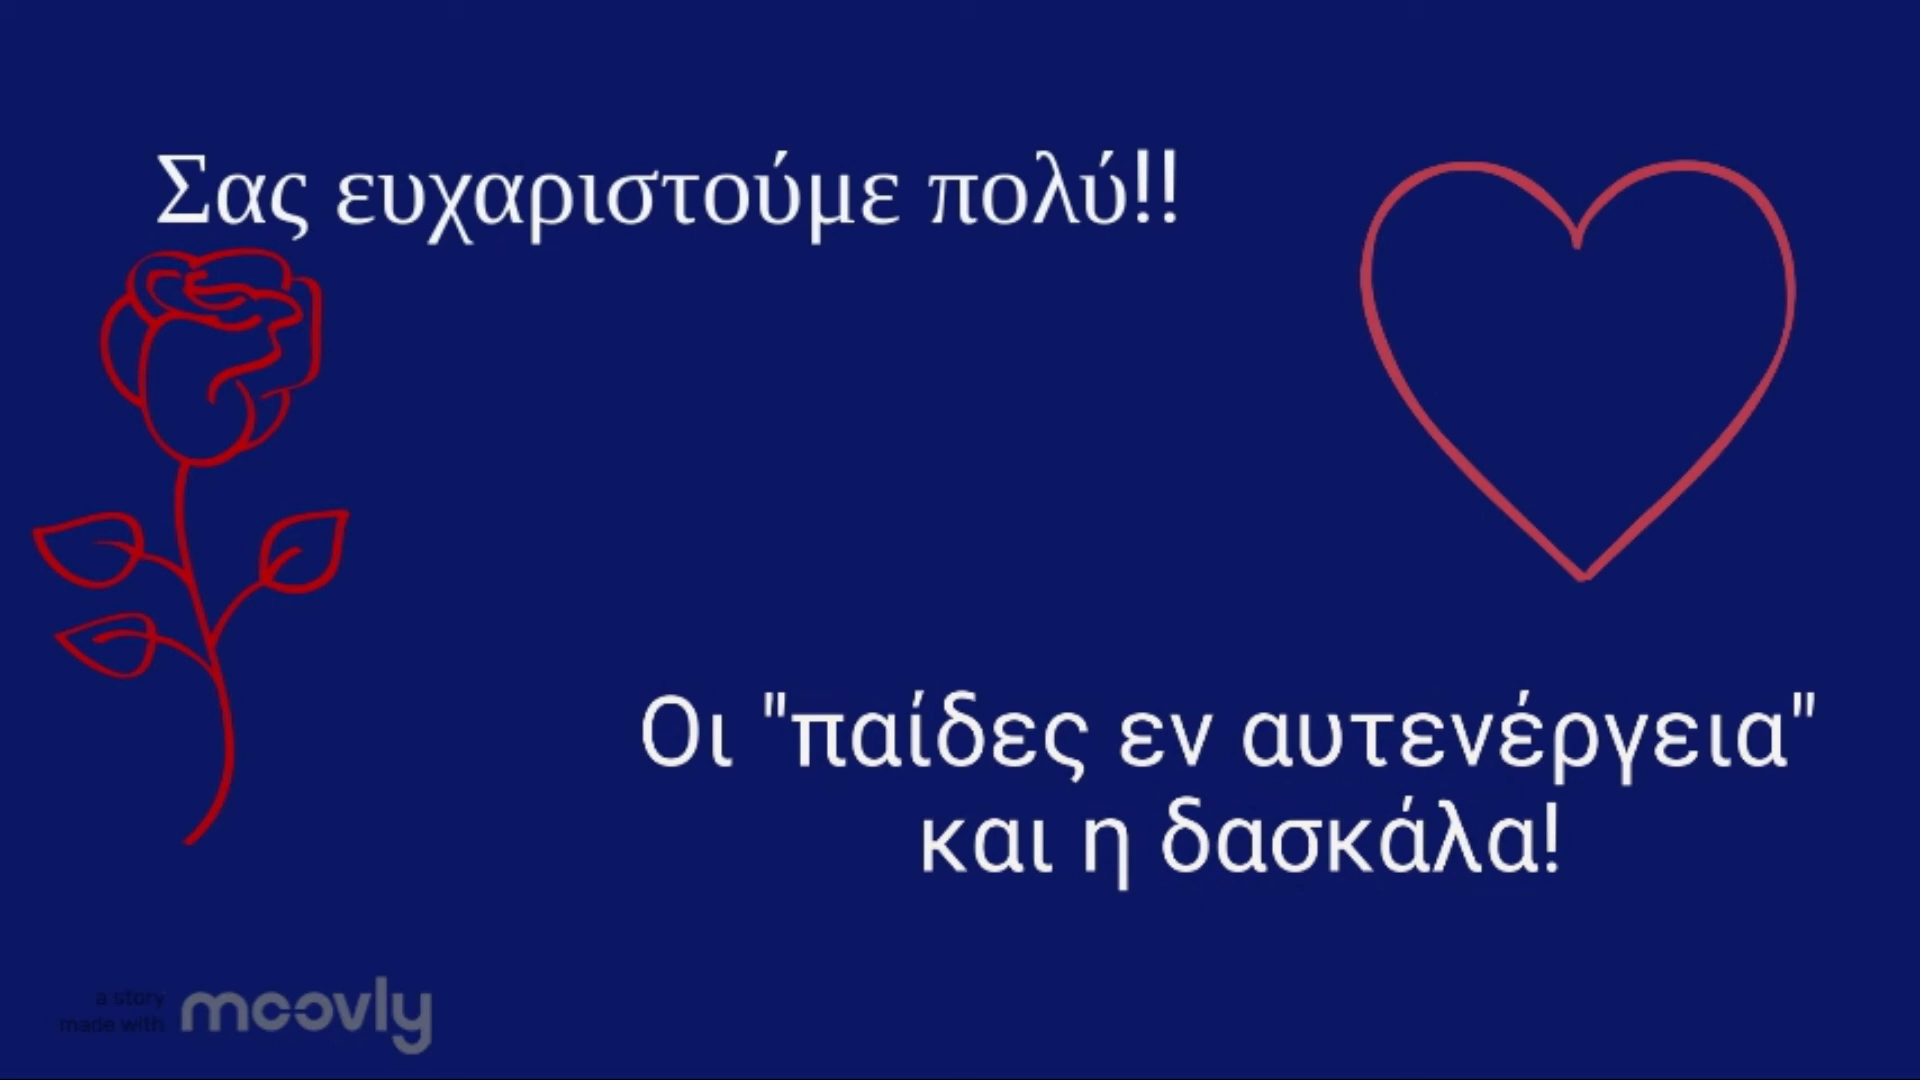 Σας ευχαριστούμε πολύ!!
Οι "παίδες εν αυτενέργεια"
και η δασκάλα!
a story
made with
moovly